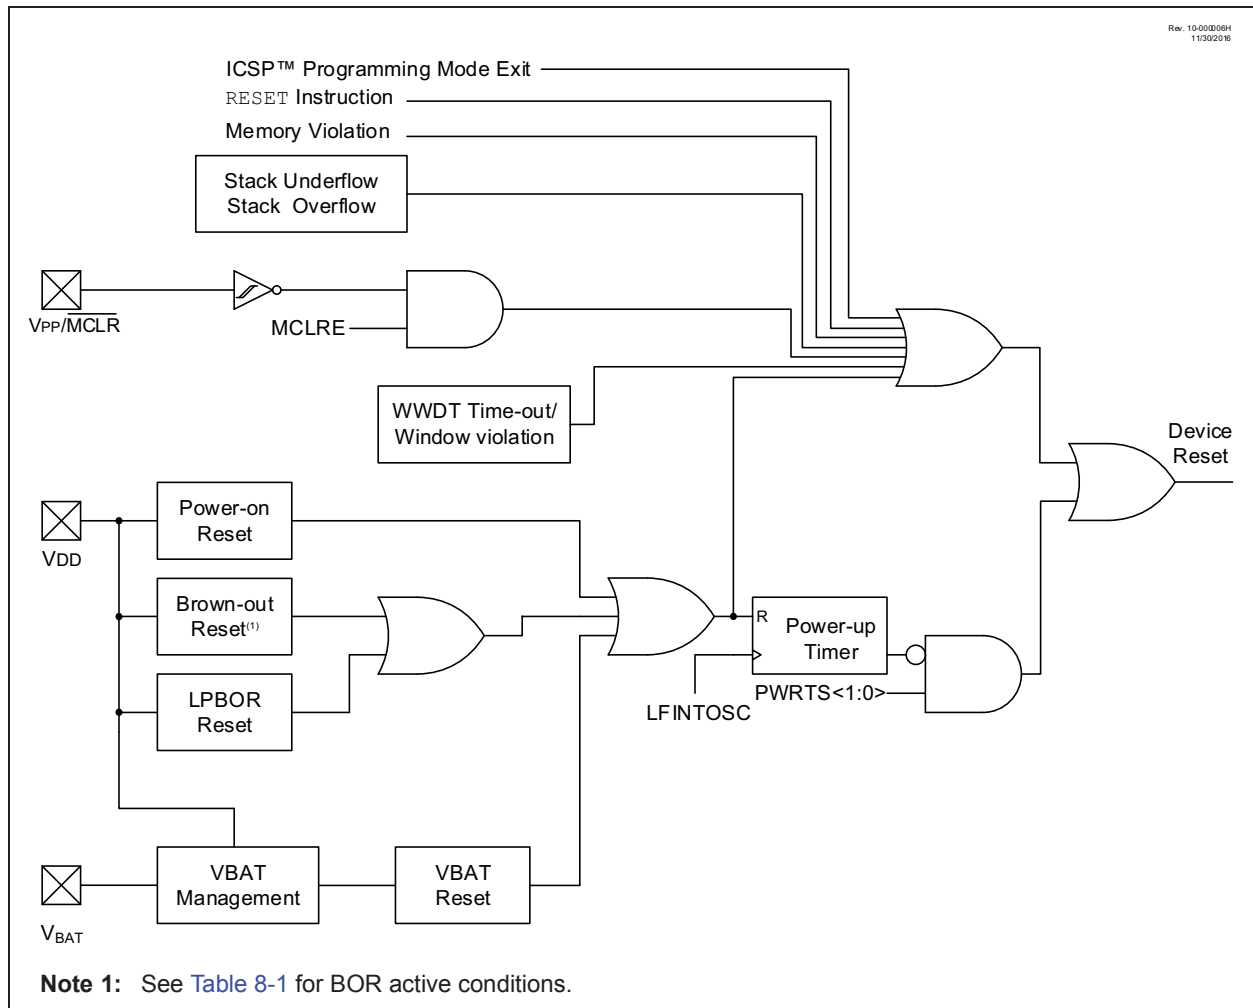 Rev. 10-000006H
11/30/2016
ICSP™ Programming Mode Exit
RESET Instruction
Memory Violation
Stack Underflow
Stack Overflow
VPP/MCLR
MCLRE
WWDT Time-out/
Window violation
Device
Reset
Power-on
Reset
VDD
Brown-out
Reset(1)
R
Power-up
Timer
LPBOR
Reset
PWRTS<1:0>
LFINTOSC
VBAT
Management
VBAT
Reset
VBAT
Note 1: See Table 8-1 for BOR active conditions.